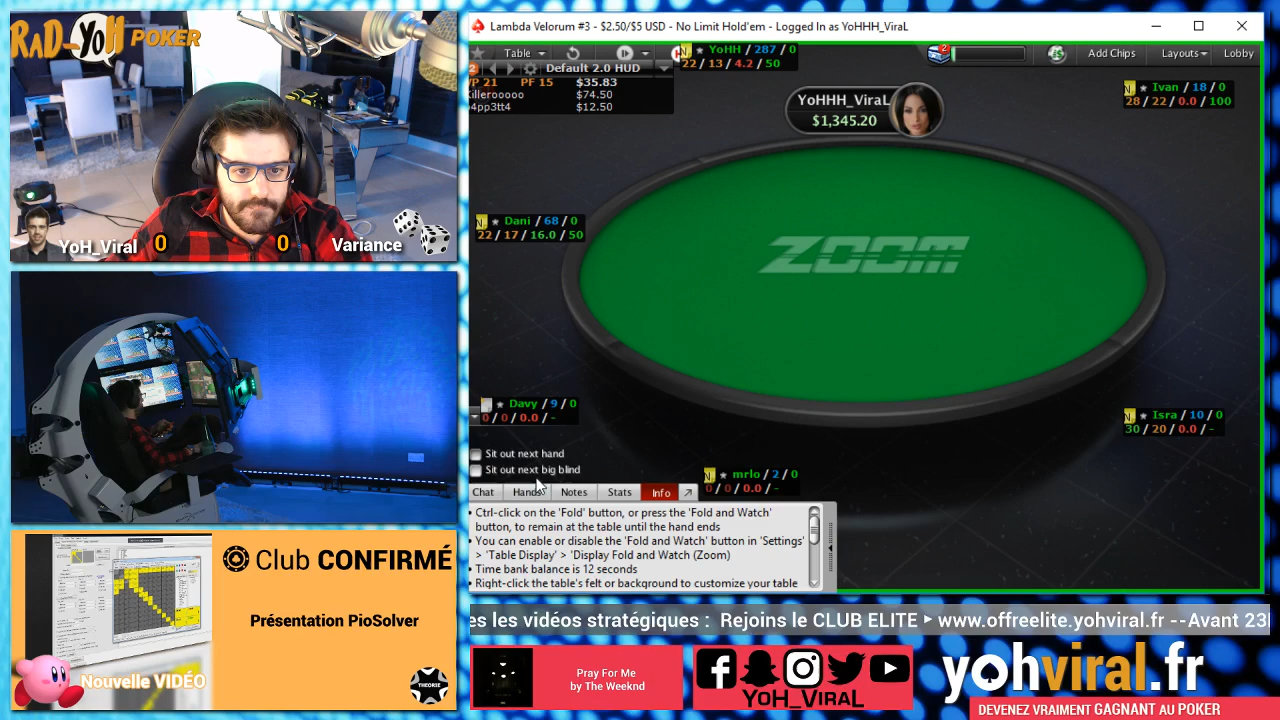 RaD-YoH POKER
YoH_Viral 0
0 Variance
Club CONFIRMÉ
Présentation PioSolver
Nouvelle VIDÉO
THEORIE
Lambda Velorum #3 - $2.50/$5 USD - No Limit Hold'em - Logged In as YoHHH_ViraL
Table
Add Chips
Layouts
Lobby
2
Default 2.0 HUD
VP 21 PF 15 $35.83
killerooooo $74.50
4pp3tt4 $12.50
YoHH / 287 / 0
22 / 13 / 4.2 / 50
YoHHH_ViraL
$1,345.20
Ivan / 18 / 0
28 / 22 / 0.0 / 100
Dani / 68 / 0
22 / 17 / 16.0 / 50
ZOOM
Davy / 9 / 0
0 / 0 / 0.0 / -
Isra / 10 / 0
30 / 20 / 0.0 / -
mrlo / 2 / 0
0 / 0 / 0.0 / -
Sit out next hand
Sit out next big blind
Chat Hands Notes Stats Info
• Ctrl-click on the 'Fold' button, or press the 'Fold and Watch'
button, to remain at the table until the hand ends
• You can enable or disable the 'Fold and Watch' button in 'Settings'
> 'Table Display' > 'Display Fold and Watch (Zoom)
• Time bank balance is 12 seconds
• Right-click the table's felt or background to customize your table
es les vidéos stratégiques : Rejoins le CLUB ELITE ▸ www.offreelite.yohviral.fr --Avant 23
Pray For Me
by The Weeknd
YoH_ViraL
yohviral.fr
DEVENEZ VRAIMENT GAGNANT AU POKER